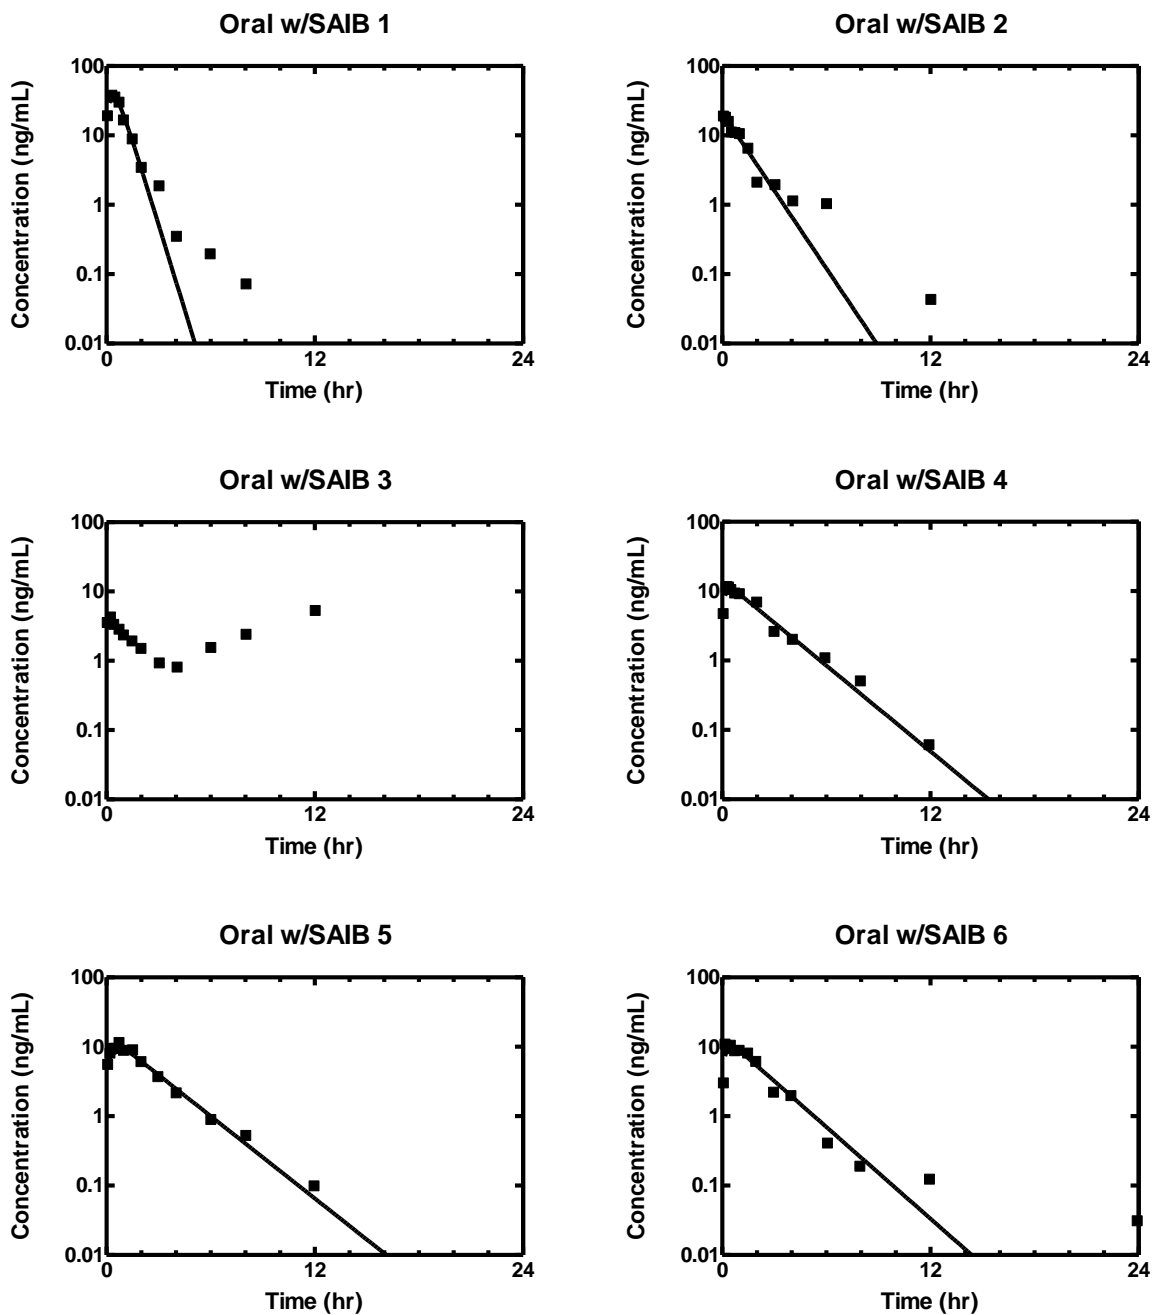 Oral w/SAIB 1
Concentration (ng/mL)
100
10
1
0.1
0.01
0
12
24
Time (hr)
Oral w/SAIB 2
Concentration (ng/mL)
100
10
1
0.1
0.01
0
12
24
Time (hr)
Oral w/SAIB 3
Concentration (ng/mL)
100
10
1
0.1
0.01
0
12
24
Time (hr)
Oral w/SAIB 4
Concentration (ng/mL)
100
10
1
0.1
0.01
0
12
24
Time (hr)
Oral w/SAIB 5
Concentration (ng/mL)
100
10
1
0.1
0.01
0
12
24
Time (hr)
Oral w/SAIB 6
Concentration (ng/mL)
100
10
1
0.1
0.01
0
12
24
Time (hr)